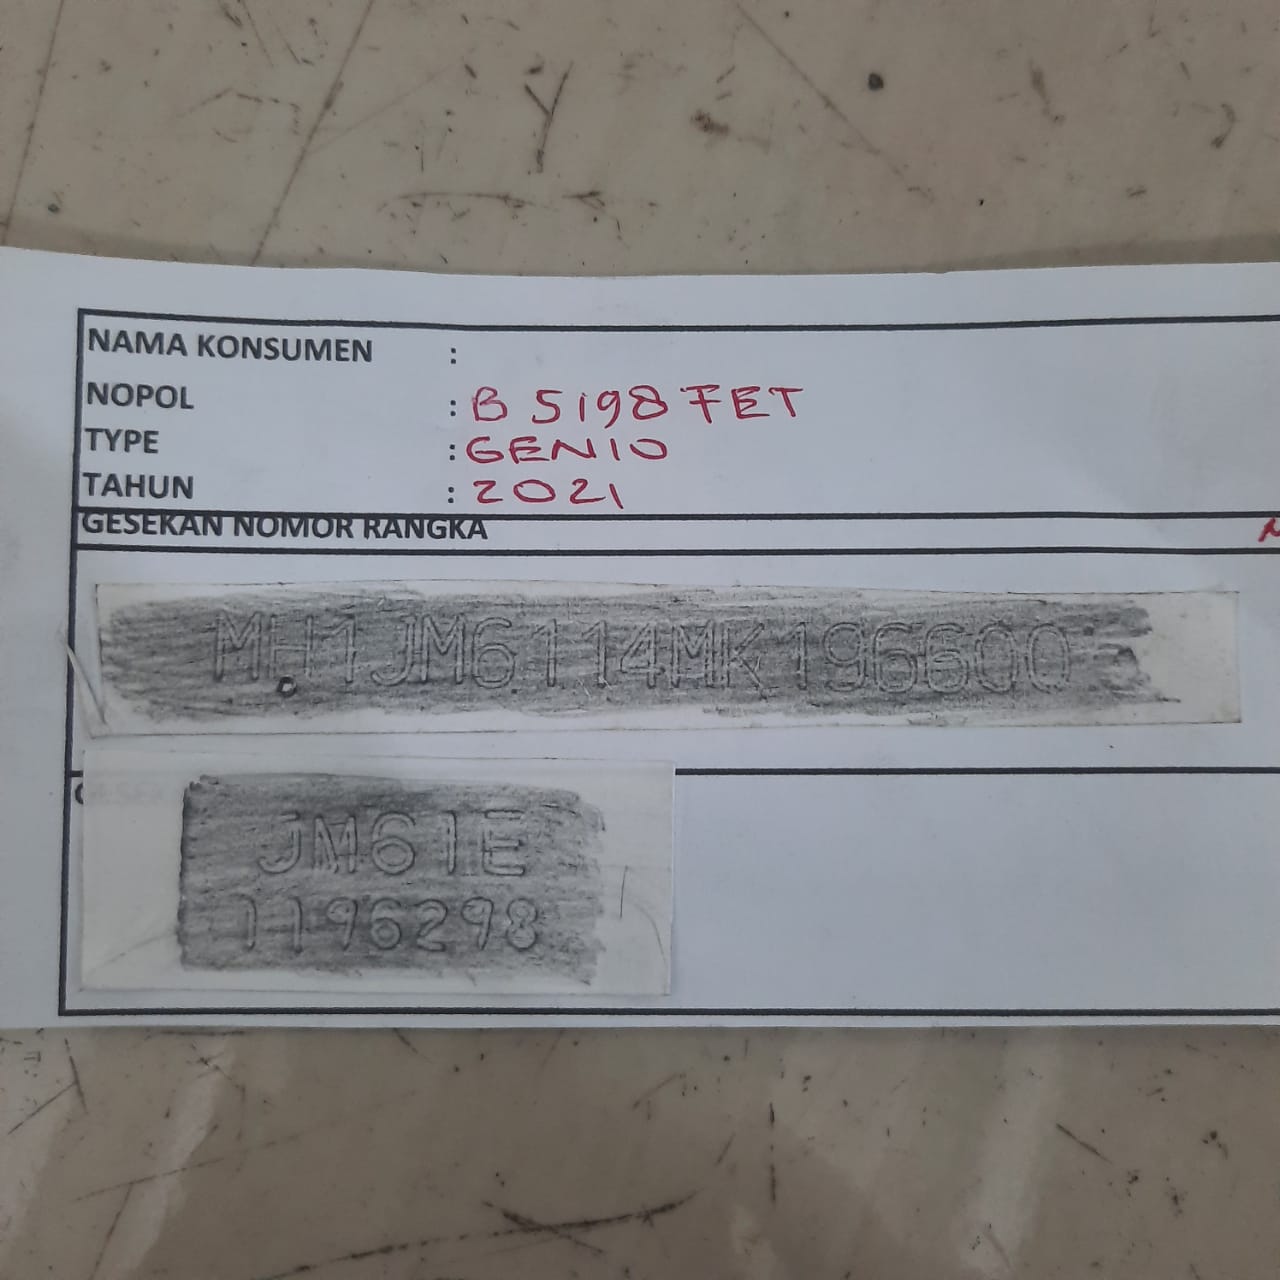 NAMA KONSUMEN :
NOPOL : B 5198 FET
TYPE : GENIO
TAHUN : 2021
GESEKAN NOMOR RANGKA
MH1JM6114MK196600
JM61E
1196298